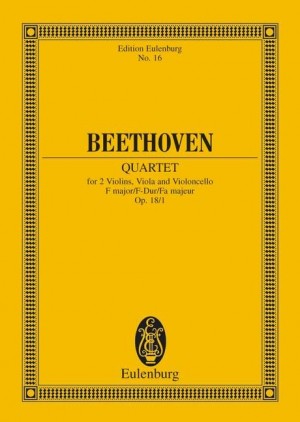 Edition Eulenburg
No. 16
BEETHOVEN
QUARTET
for 2 Violins, Viola and Violoncello
F major/F-Dur/Fa majeur
Op. 18/1
Eulenburg